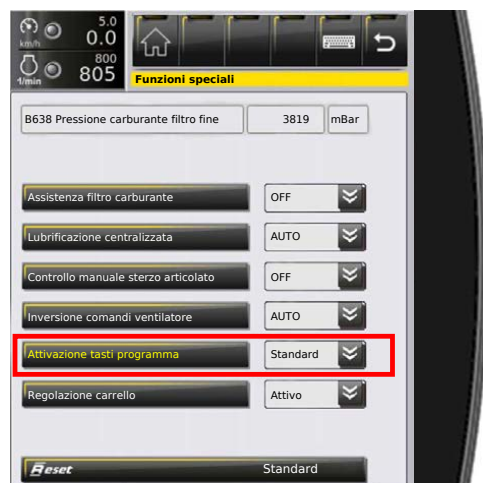 5.0
km/h 0.0
800
1/min 805
Funzioni speciali
B638 Pressione carburante filtro fine 3819 mBar
Assistenza filtro carburante OFF
Lubrificazione centralizzata AUTO
Controllo manuale sterzo articolato OFF
Inversione comandi ventilatore AUTO
Attivazione tasti programma Standard
Regolazione carrello Attivo
Reset Standard